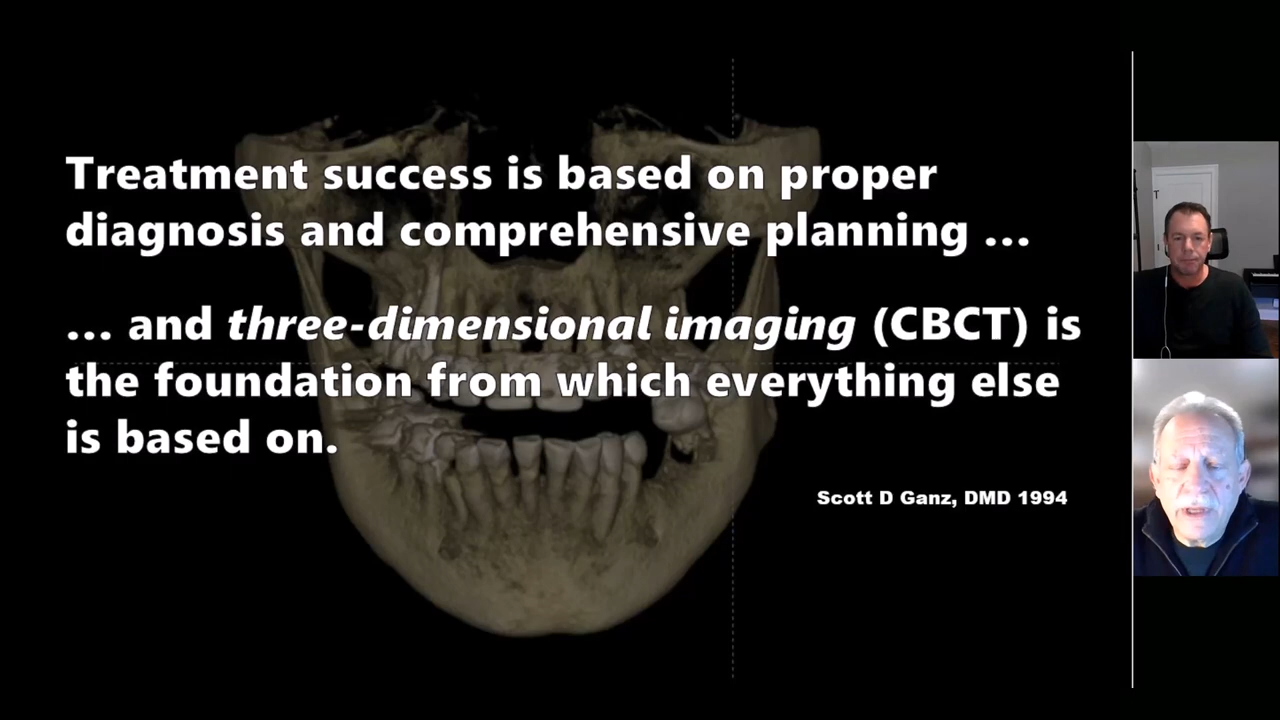 Treatment success is based on proper
diagnosis and comprehensive planning ...
... and three-dimensional imaging (CBCT) is
the foundation from which everything else
is based on.
Scott D Ganz, DMD 1994